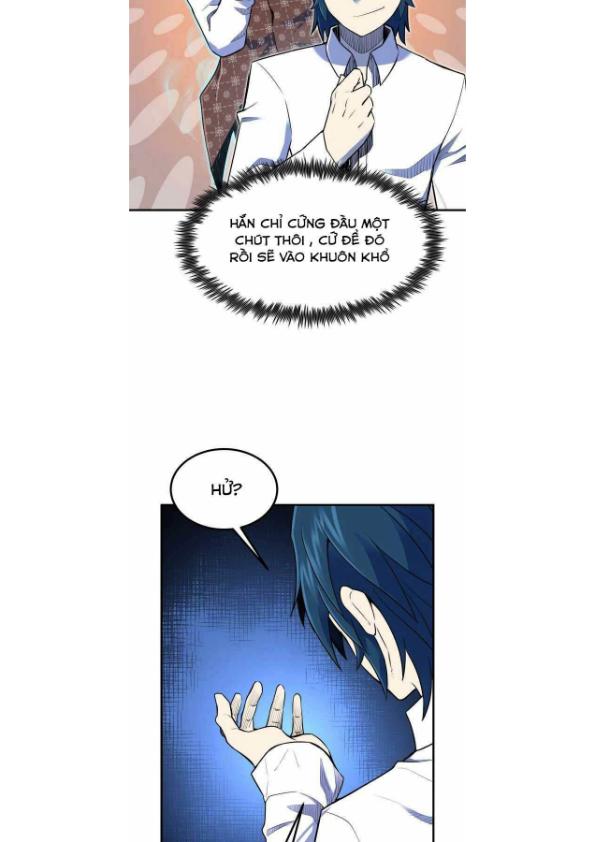 HẮN CHỈ CỨNG ĐẦU MỘT
CHÚT THÔI , CỨ ĐỂ ĐÓ
RỒI SẼ VÀO KHUÔN KHỔ
HỬ?